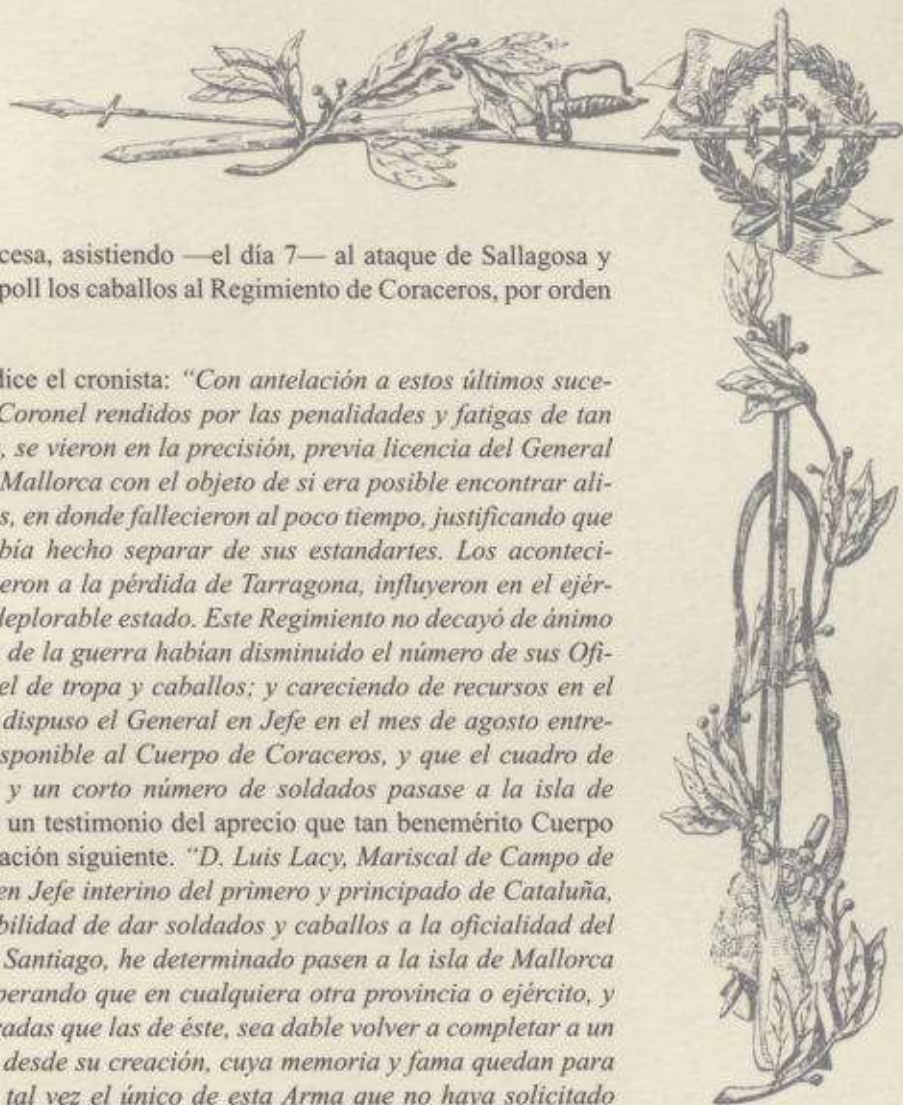 cesa, asistiendo —el día 7— al ataque de Sallagosa y
poll los caballos al Regimiento de Coraceros, por orden
dice el cronista: “Con antelación a estos últimos suce-
Coronel rendidos por las penalidades y fatigas de tan
, se vieron en la precisión, previa licencia del General
Mallorca con el objeto de si era posible encontrar ali-
s, en donde fallecieron al poco tiempo, justificando que
bía hecho separar de sus estandartes. Los aconteci-
eron a la pérdida de Tarragona, influyeron en el ejér-
deplorable estado. Este Regimiento no decayó de ánimo
de la guerra habían disminuido el número de sus Ofi-
el de tropa y caballos; y careciendo de recursos en el
dispuso el General en Jefe en el mes de agosto entre-
sponible al Cuerpo de Coraceros, y que el cuadro de
y un corto número de soldados pasase a la isla de
un testimonio del aprecio que tan benemérito Cuerpo
ación siguiente. “D. Luis Lacy, Mariscal de Campo de
en Jefe interino del primero y principado de Cataluña,
bilidad de dar soldados y caballos a la oficialidad del
Santiago, he determinado pasen a la isla de Mallorca
perando que en cualquiera otra provincia o ejército, y
radas que las de éste, sea dable volver a completar a un
desde su creación, cuya memoria y fama quedan para
tal vez el único de esta Arma que no haya solicitado